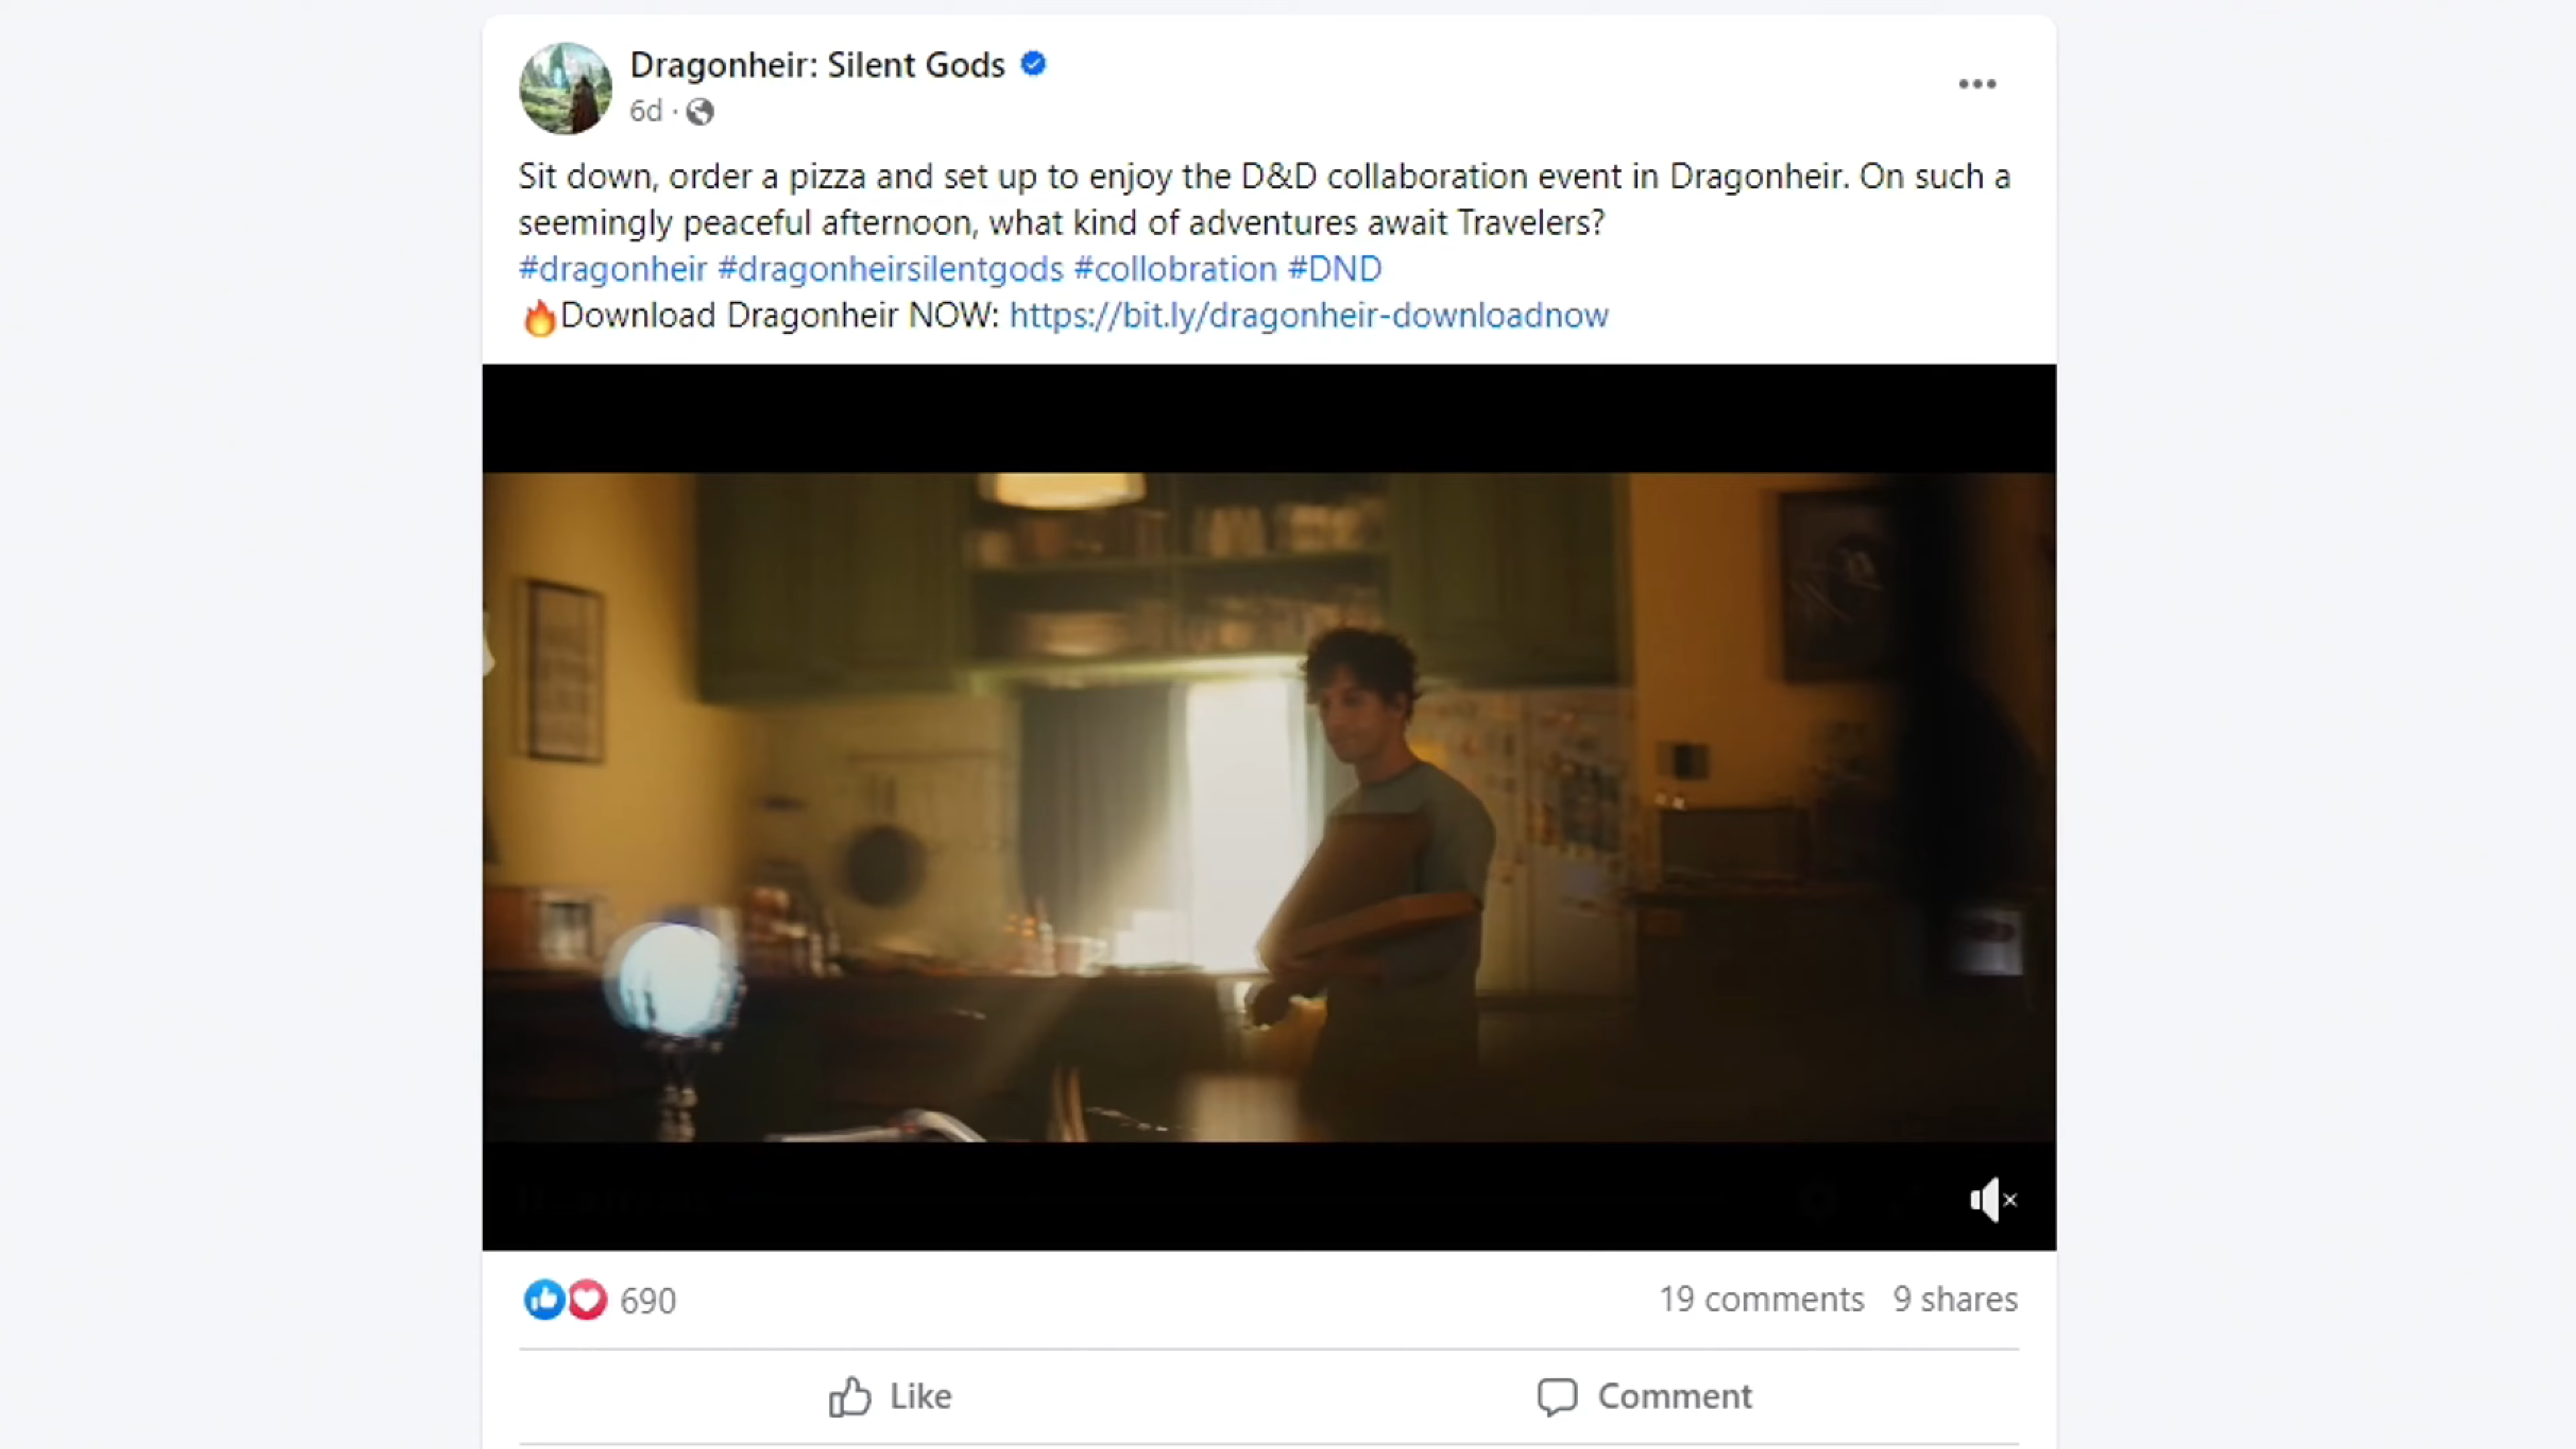 Dragonheir: Silent Gods
6d ·
Sit down, order a pizza and set up to enjoy the D&D collaboration event in Dragonheir. On such a
seemingly peaceful afternoon, what kind of adventures await Travelers?
#dragonheir #dragonheirsilentgods #collobration #DND
🔥Download Dragonheir NOW: https://bit.ly/dragonheir-downloadnow
690
19 comments 9 shares
Like
Comment